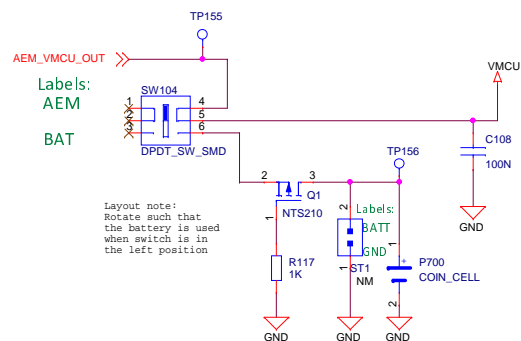 TP155
AEM_VMCU_OUT
VMCU
Labels:
AEM
BAT
SW104
1
2
3
4
5
6
DPDT_SW_SMD
C108
100N
GND
TP156
2
3
Q1
NTS210
1
Layout note:
Rotate such that
the battery is used
when switch is in
the left position
R117
1K
GND
2
Labels:
BATT
GND
1
ST1
NM
GND
1
+
P700
COIN_CELL
2
GND